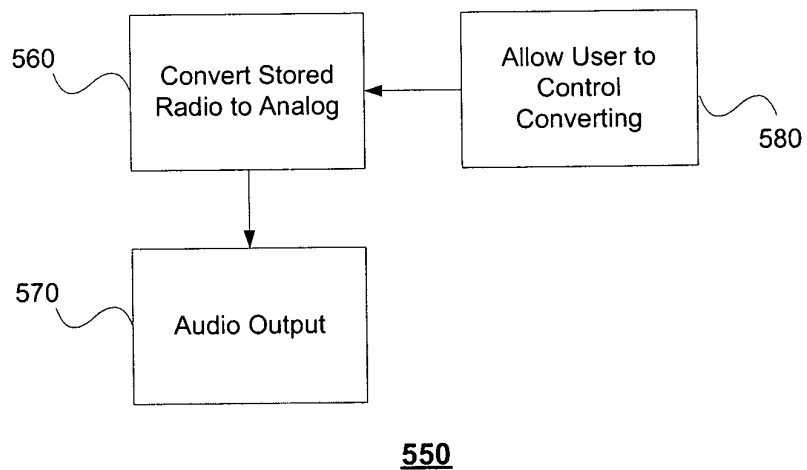 560
Convert Stored
Radio to Analog
Allow User to
Control
Converting
580
570
Audio Output
550